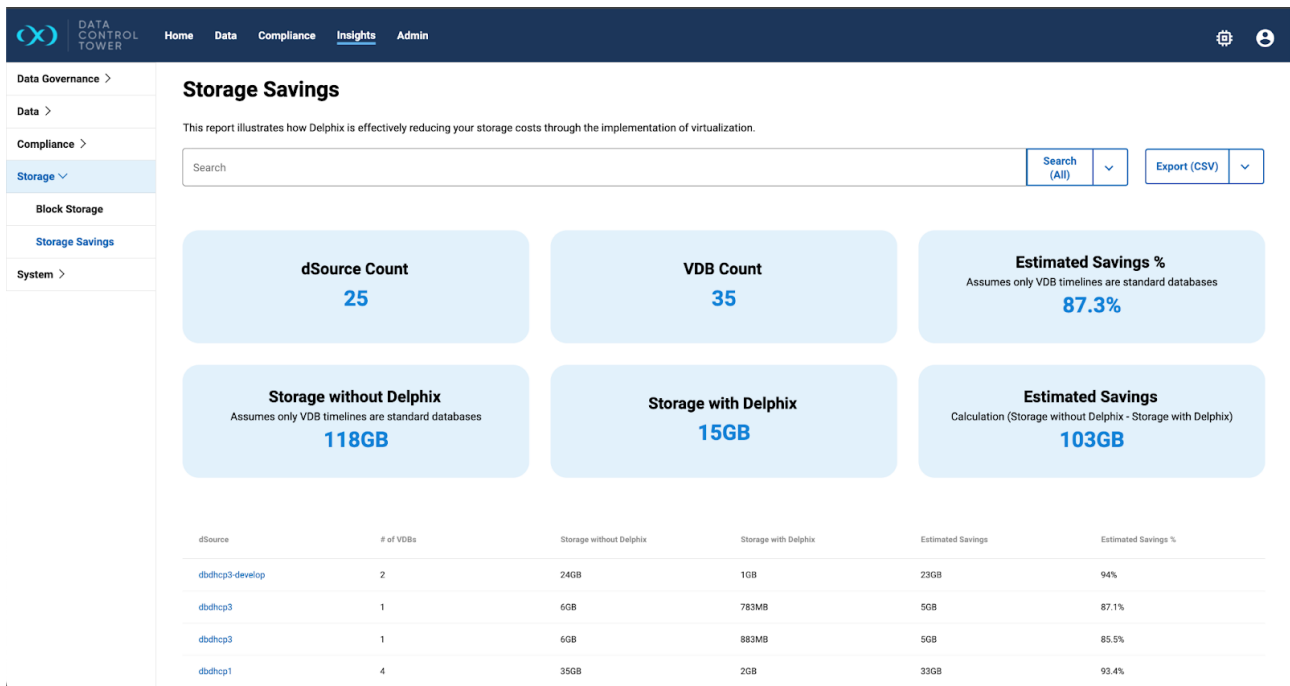 DATA
CONTROL
TOWER
Home Data Compliance Insights Admin
Data Governance
Data
Compliance
Storage
Block Storage
Storage Savings
System
Storage Savings
This report illustrates how Delphix is effectively reducing your storage costs through the implementation of virtualization.
Search
Search
(All)
Export (CSV)
dSource Count
25
VDB Count
35
Estimated Savings %
Assumes only VDB timelines are standard databases
87.3%
Storage without Delphix
Assumes only VDB timelines are standard databases
118GB
Storage with Delphix
15GB
Estimated Savings
Calculation (Storage without Delphix - Storage with Delphix)
103GB
dSource # of VDBs Storage without Delphix Storage with Delphix Estimated Savings Estimated Savings %
dbdhcp3-develop 2 24GB 1GB 23GB 94%
dbdhcp3 1 6GB 783MB 5GB 87.1%
dbdhcp3 1 6GB 883MB 5GB 85.5%
dbdhcp1 4 35GB 2GB 33GB 93.4%